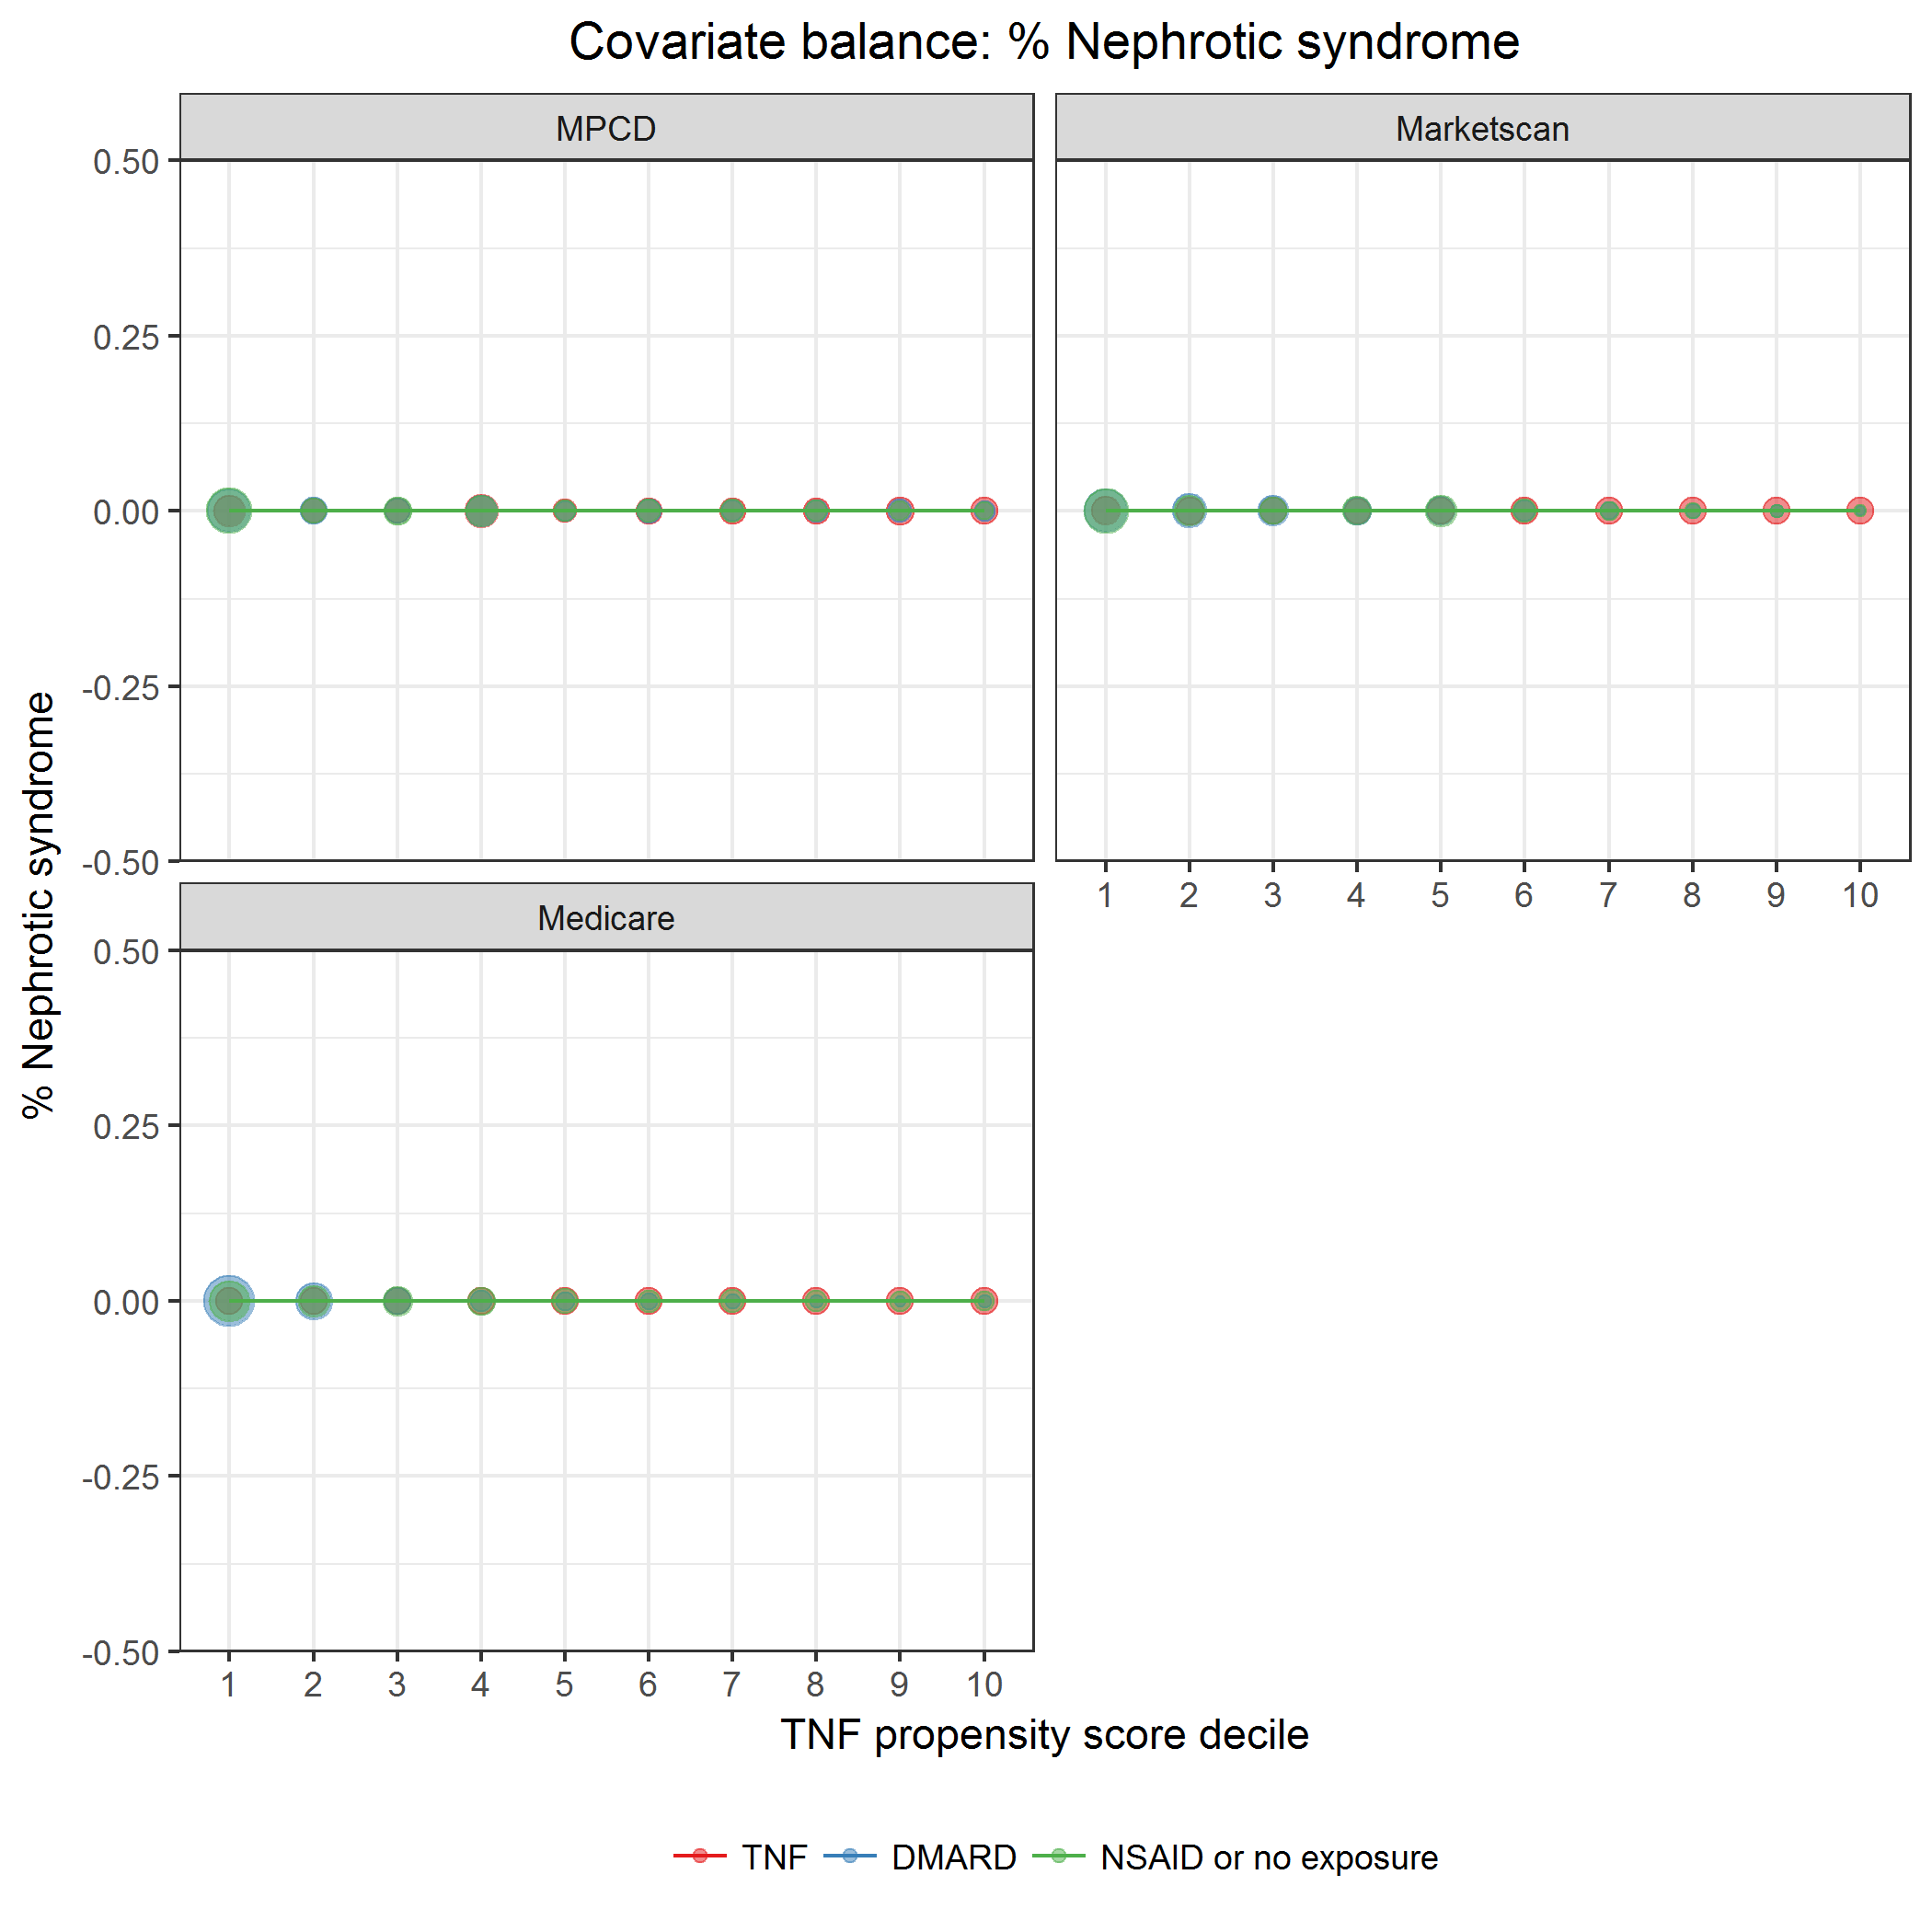 Covariate balance: % Nephrotic syndrome
MPCD
Marketscan
0.50
0.25
0.00
-0.25
-0.50
1 2 3 4 5 6 7 8 9 10
Medicare
0.50
0.25
0.00
-0.25
-0.50
1 2 3 4 5 6 7 8 9 10
% Nephrotic syndrome
TNF propensity score decile
TNF DMARD NSAID or no exposure